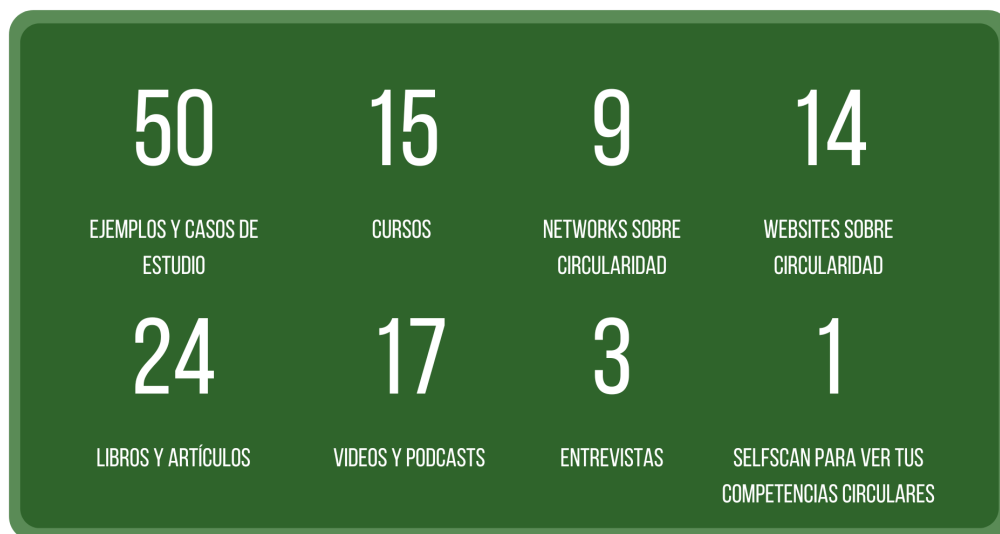 50
15
9
14
EJEMPLOS Y CASOS DE
ESTUDIO
CURSOS
NETWORKS SOBRE
CIRCULARIDAD
WEBSITES SOBRE
CIRCULARIDAD
24
17
3
1
LIBROS Y ARTÍCULOS
VIDEOS Y PODCASTS
ENTREVISTAS
SELFSCAN PARA VER TUS
COMPETENCIAS CIRCULARES